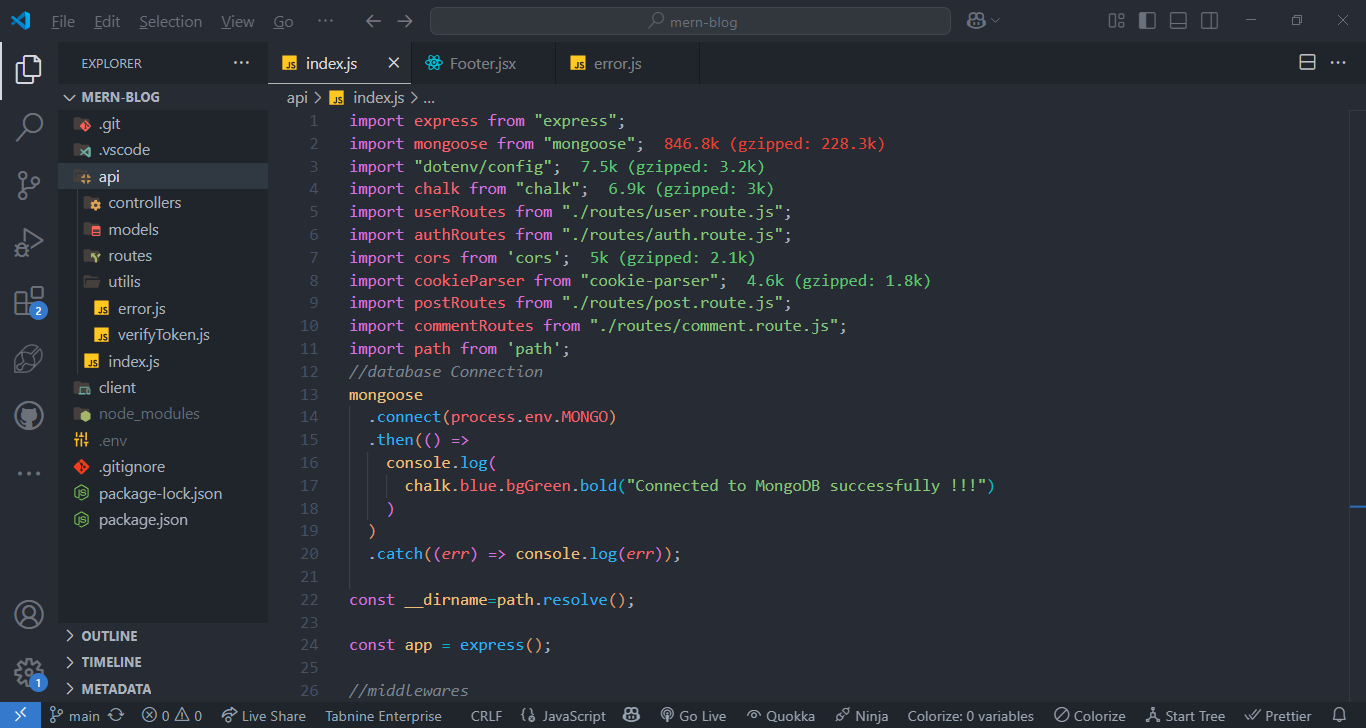 File Edit Selection View Go ... mern-blog
EXPLORER ...
index.js
Footer.jsx
error.js
MERN-BLOG
.git
.vscode
api
controllers
models
routes
utilis
error.js
verifyToken.js
index.js
client
node_modules
.env
.gitignore
package-lock.json
package.json
OUTLINE
TIMELINE
METADATA
2
1
api > JS index.js > ...
1 import express from "express";
2 import mongoose from "mongoose"; 846.8k (gzipped: 228.3k)
3 import "dotenv/config"; 7.5k (gzipped: 3.2k)
4 import chalk from "chalk"; 6.9k (gzipped: 3k)
5 import userRoutes from "./routes/user.route.js";
6 import authRoutes from "./routes/auth.route.js";
7 import cors from 'cors'; 5k (gzipped: 2.1k)
8 import cookieParser from "cookie-parser"; 4.6k (gzipped: 1.8k)
9 import postRoutes from "./routes/post.route.js";
10 import commentRoutes from "./routes/comment.route.js";
11 import path from 'path';
12 //database Connection
13 mongoose
14 .connect(process.env.MONGO)
15 .then(() =>
16 console.log(
17 chalk.blue.bgGreen.bold("Connected to MongoDB successfully !!!")
18 )
19 )
20 .catch((err) => console.log(err));
21
22 const __dirname=path.resolve();
23
24 const app = express();
25
26 //middlewares
main 0 0 Live Share Tabnine Enterprise CRLF {} JavaScript Go Live Quokka Ninja Colorize: 0 variables Colorize Start Tree Prettier